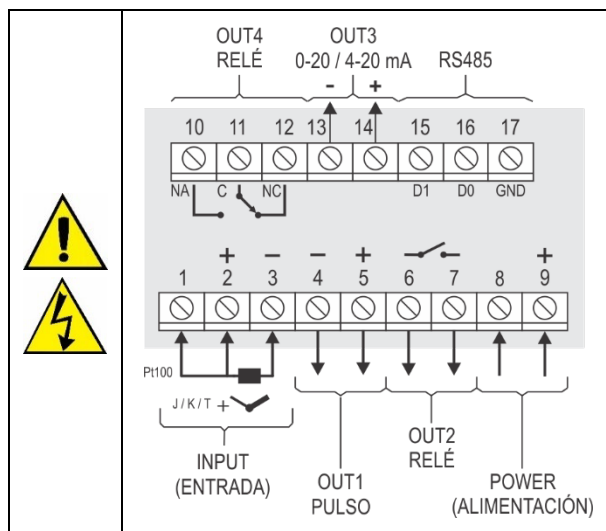 OUT4 OUT3
RELÉ 0-20 / 4-20 mA RS485
- +
10 11 12 13 14 15 16 17
NA C NC D1 D0 GND
+ − − + +
1 2 3 4 5 6 7 8 9
Pt100
J/K/T +
INPUT
(ENTRADA)
OUT1
PULSO
OUT2
RELÉ
POWER
(ALIMENTACIÓN)